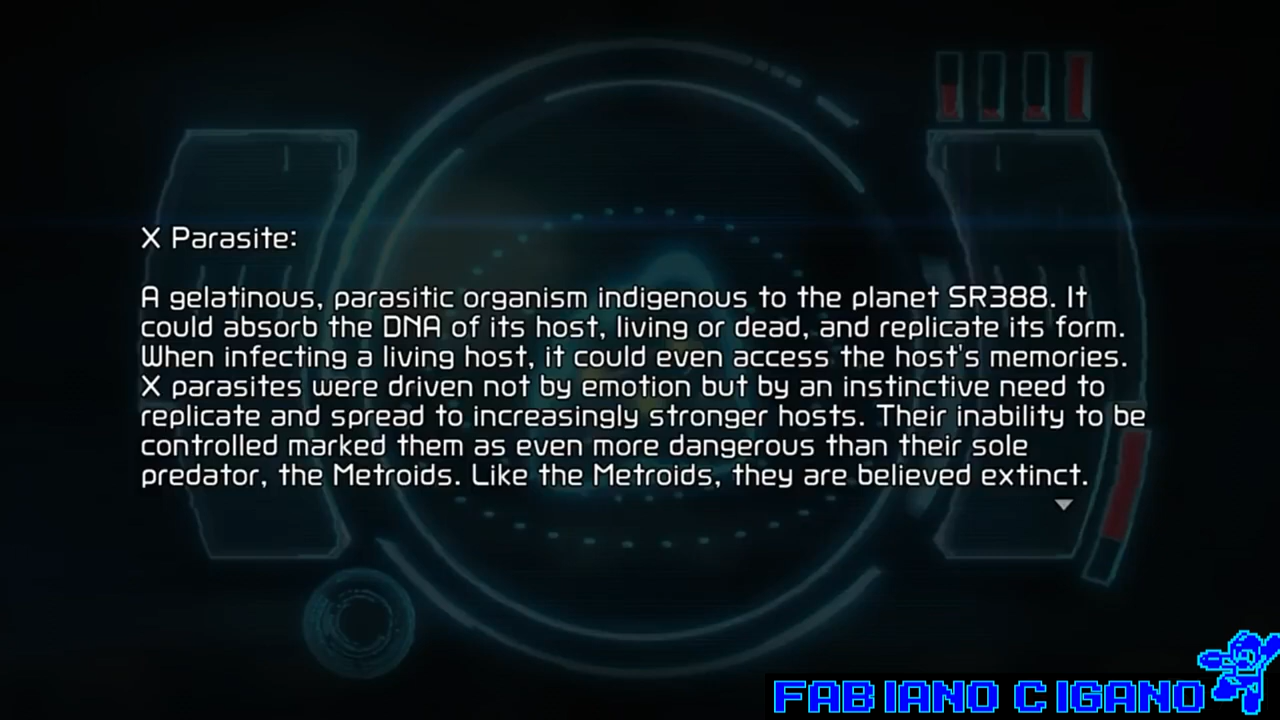 X Parasite:
A gelatinous, parasitic organism indigenous to the planet SR388. It
could absorb the DNA of its host, living or dead, and replicate its form.
When infecting a living host, it could even access the host's memories.
X parasites were driven not by emotion but by an instinctive need to
replicate and spread to increasingly stronger hosts. Their inability to be
controlled marked them as even more dangerous than their sole
predator, the Metroids. Like the Metroids, they are believed extinct.
FABIANO CIGANO